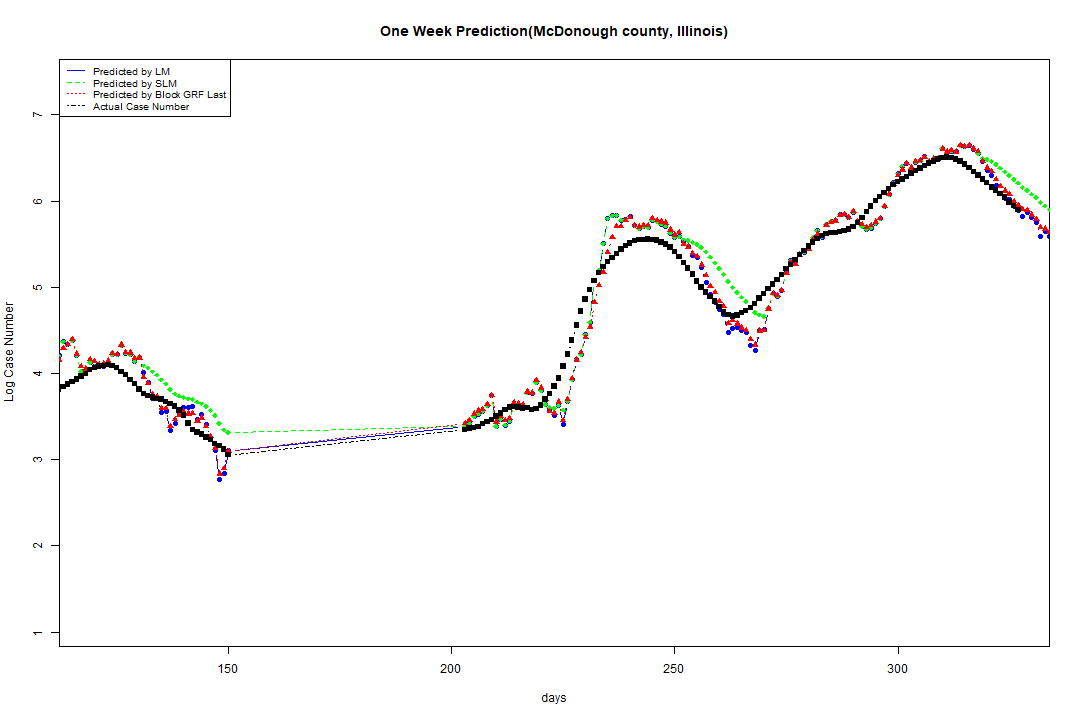 One Week Prediction(McDonough county, Illinois)
Predicted by LM
Predicted by SLM
Predicted by Block GRF Last
Actual Case Number
Log Case Number
7
6
5
4
3
2
1
150 200 250 300
days